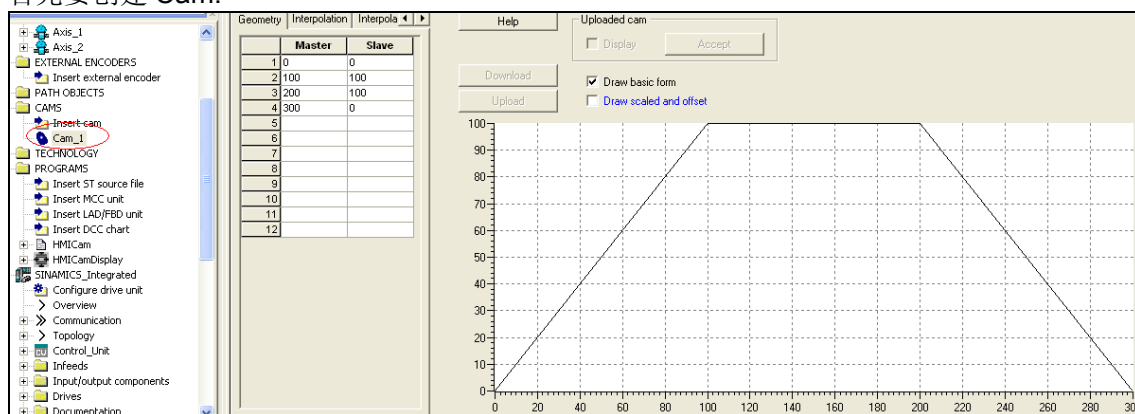 首先要创建 Cam.
Axis_1
Axis_2
EXTERNAL ENCODERS
Insert external encoder
PATH OBJECTS
CAMS
Insert cam
Cam_1
TECHNOLOGY
PROGRAMS
Insert ST source file
Insert MCC unit
Insert LAD/FBD unit
Insert DCC chart
HMICam
HMICamDisplay
SINAMICS_Integrated
Configure drive unit
Overview
Communication
Topology
Control_Unit
Infeeds
Input/output components
Drives
Documentation
Geometry Interpolation Interpola
Master Slave
1 0 0
2 100 100
3 200 100
4 300 0
5
6
7
8
9
10
11
12
Help
Download
Upload
Uploaded cam
Display Accept
Draw basic form
Draw scaled and offset
100
90
80
70
60
50
40
30
20
10
0
0 20 40 60 80 100 120 140 160 180 200 220 240 260 280 30